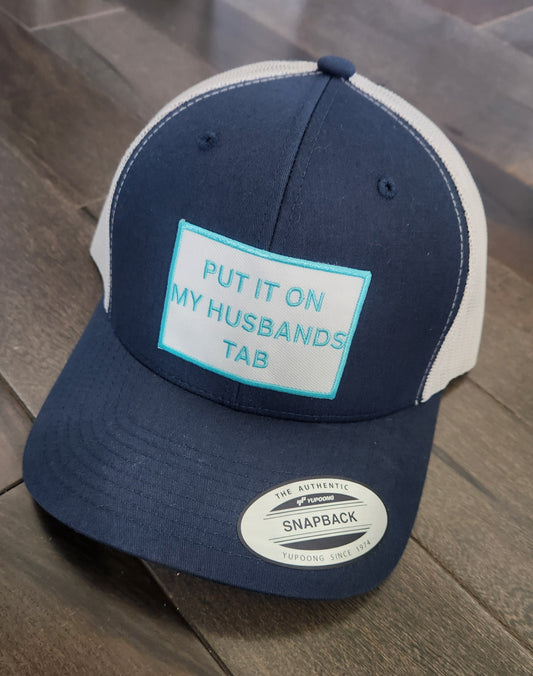 PUT IT ON
MY HUSBANDS
TAB
THE AUTHENTIC
YUPOONG
SNAPBACK
YUPOONG SINCE 1974